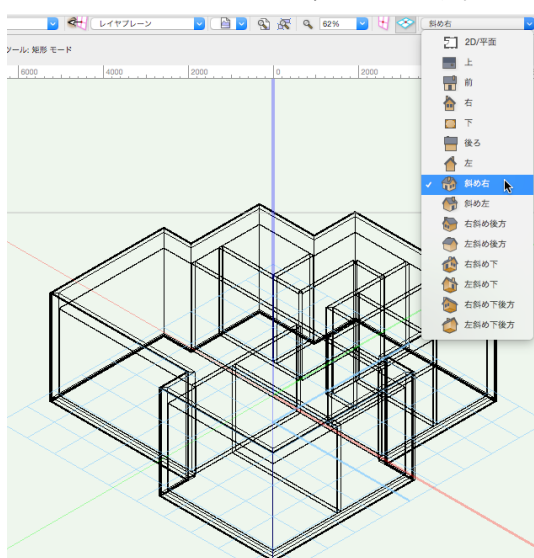 レイヤプレーン 62% 斜め右
ツール: 矩形 モード
6000 4000 2000 0 2000
2D/平面
上
前
右
下
後ろ
左
✓ 斜め右
斜め左
右斜め後方
左斜め後方
右斜め下
左斜め下
右斜め下後方
左斜め下後方